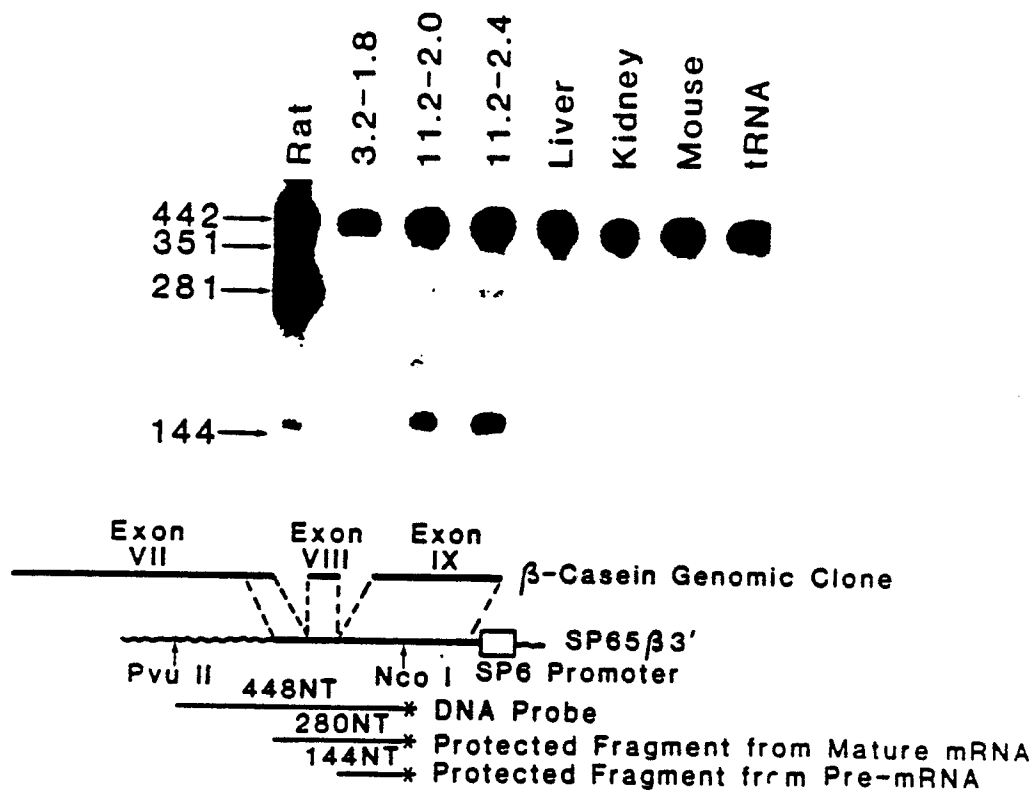 Rat
3.2-1.8
11.2-2.0
11.2-2.4
Liver
Kidney
Mouse
tRNA
442
351
281
144
Exon VII
Exon VIII
Exon IX
β-Casein Genomic Clone
SP65β3'
Pvu II
Nco I
SP6 Promoter
448NT
* DNA Probe
280NT
* Protected Fragment from Mature mRNA
144NT
* Protected Fragment from Pre-mRNA